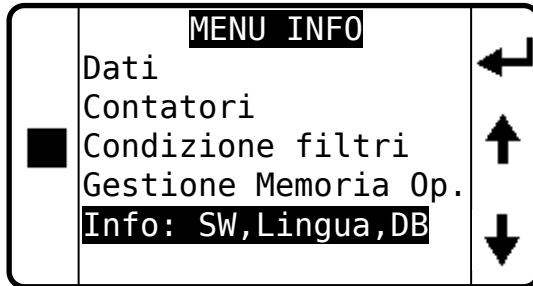 MENU INFO
Dati
Contatori
Condizione filtri
Gestione Memoria Op.
Info: SW,Lingua,DB